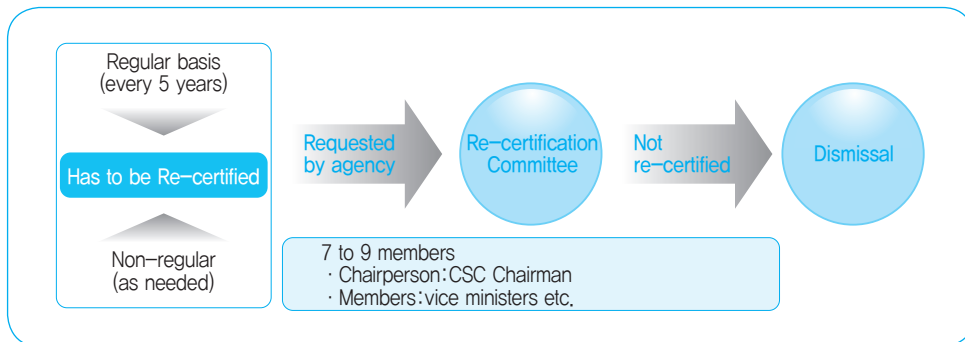 Regular basis
(every 5 years)
Has to be Re-certified
Non-regular
(as needed)
Requested
by agency
Re-certification
Committee
Not
re-certified
Dismissal
7 to 9 members
· Chairperson:CSC Chairman
· Members:vice ministers etc.